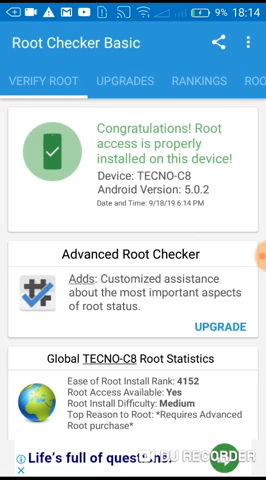 9% 18:14
Root Checker Basic
VERIFY ROOT UPGRADES RANKINGS ROO
Congratulations! Root
access is properly
installed on this device!
Device: TECNO-C8
Android Version: 5.0.2
Date and Time: 9/18/19 6:14 PM
Advanced Root Checker
Adds: Customized assistance
about the most important aspects
of root status.
UPGRADE
Global TECNO-C8 Root Statistics
Ease of Root Install Rank: 4152
Root Access Available: Yes
Root Install Difficulty: Medium
Top Reason to Root: *Requires Advanced
Root purchase*
Life's full of questions.
DU RECORDER